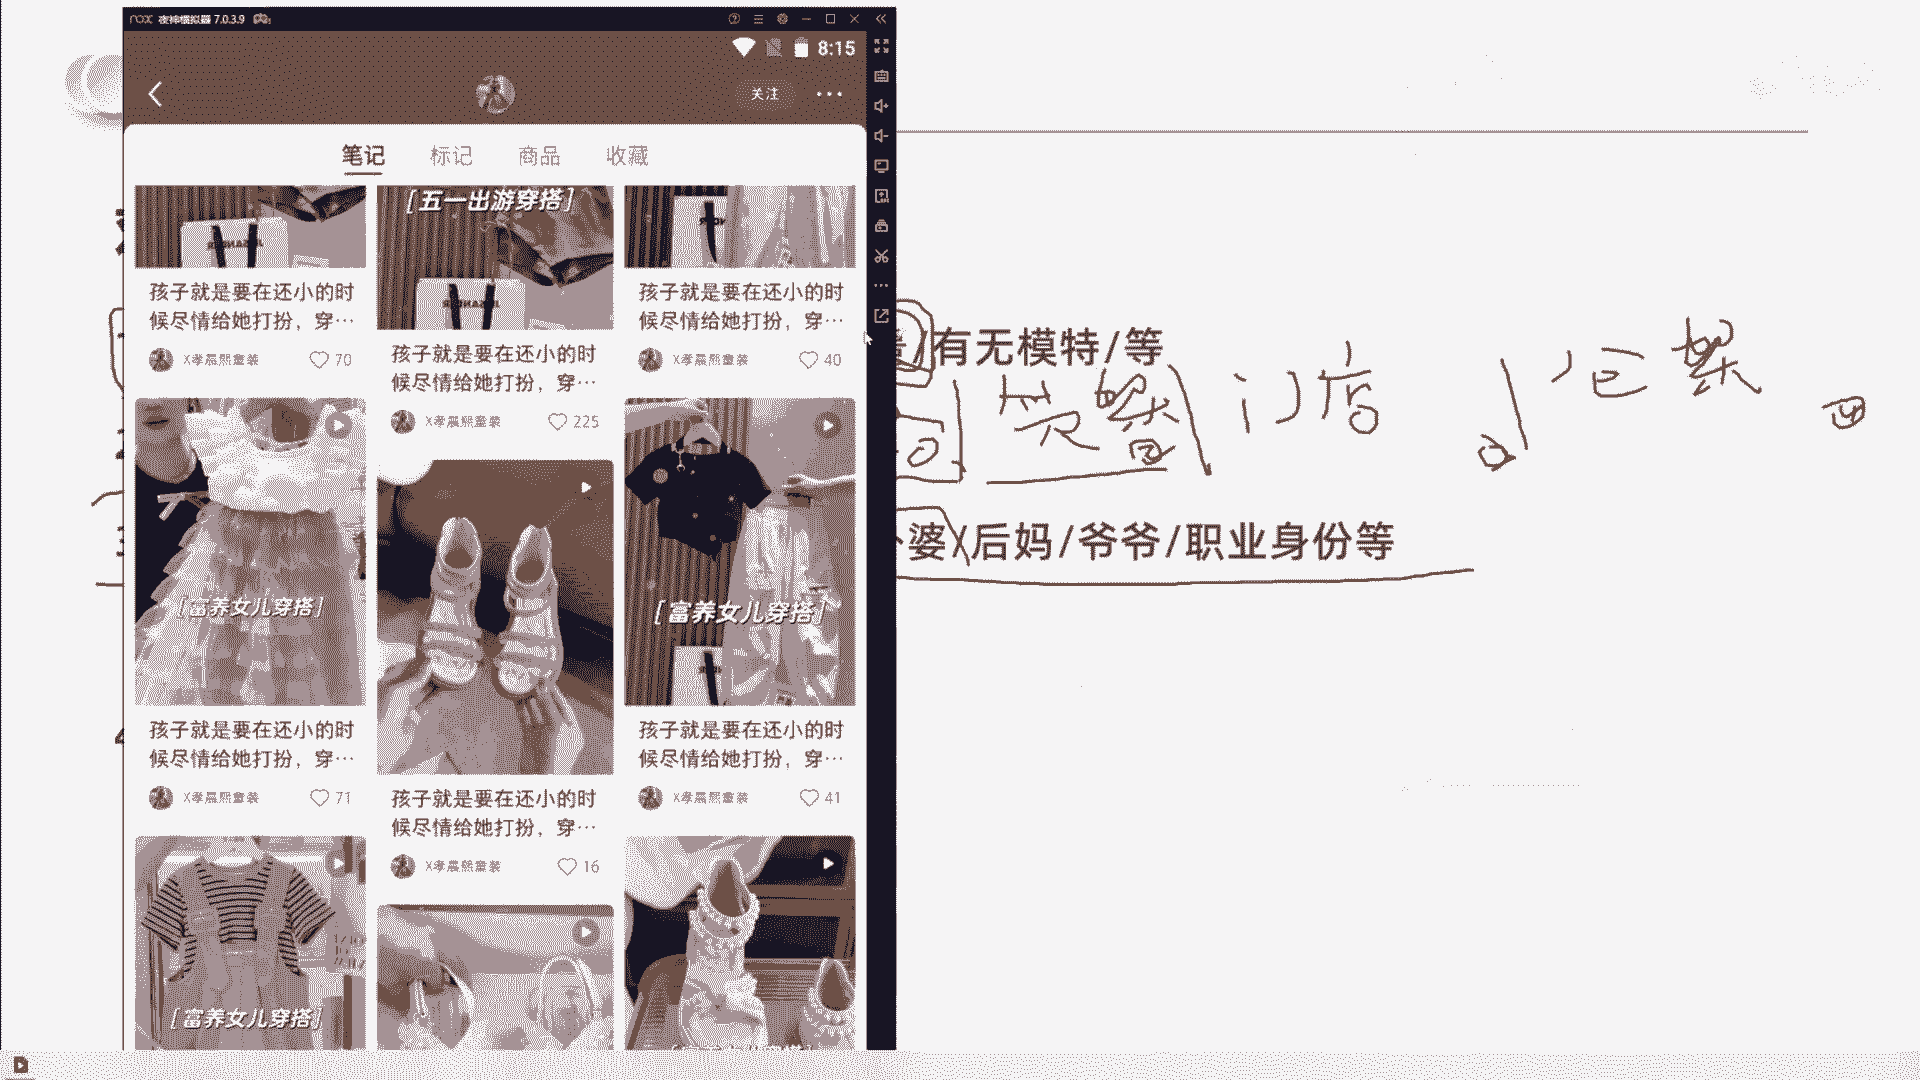 nox 夜神模拟器 7.0.3.9
8:15
关注
笔记 标记 商品 收藏
孩子就是要在还小的时
候尽情给她打扮，穿…
X孝晨熙童装 70
[五一出游穿搭]
孩子就是要在还小的时
候尽情给她打扮，穿…
X孝晨熙童装 225
孩子就是要在还小的时
候尽情给她打扮，穿…
X孝晨熙童装 40
[富养女儿穿搭]
孩子就是要在还小的时
候尽情给她打扮，穿…
X孝晨熙童装 71
孩子就是要在还小的时
候尽情给她打扮，穿…
X孝晨熙童装 16
[富养女儿穿搭]
孩子就是要在还小的时
候尽情给她打扮，穿…
X孝晨熙童装 41
[富养女儿穿搭]
/有无模特/等
门店
婆/后妈/爷爷/职业身份等